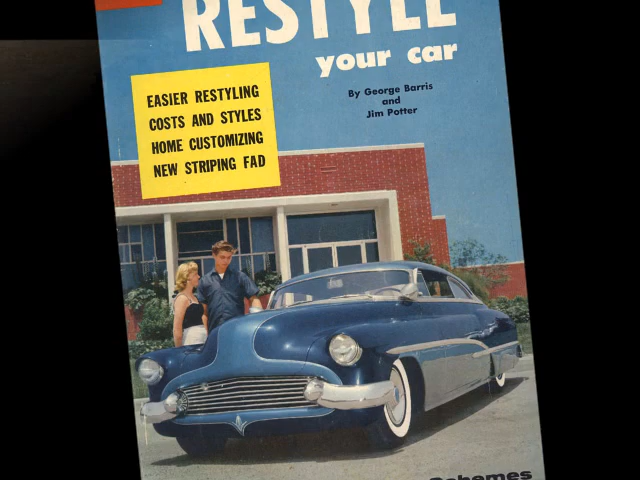 RESTYLE
your car
By George Barris
and
Jim Potter
EASIER RESTYLING
COSTS AND STYLES
HOME CUSTOMIZING
NEW STRIPING FAD
Schemes